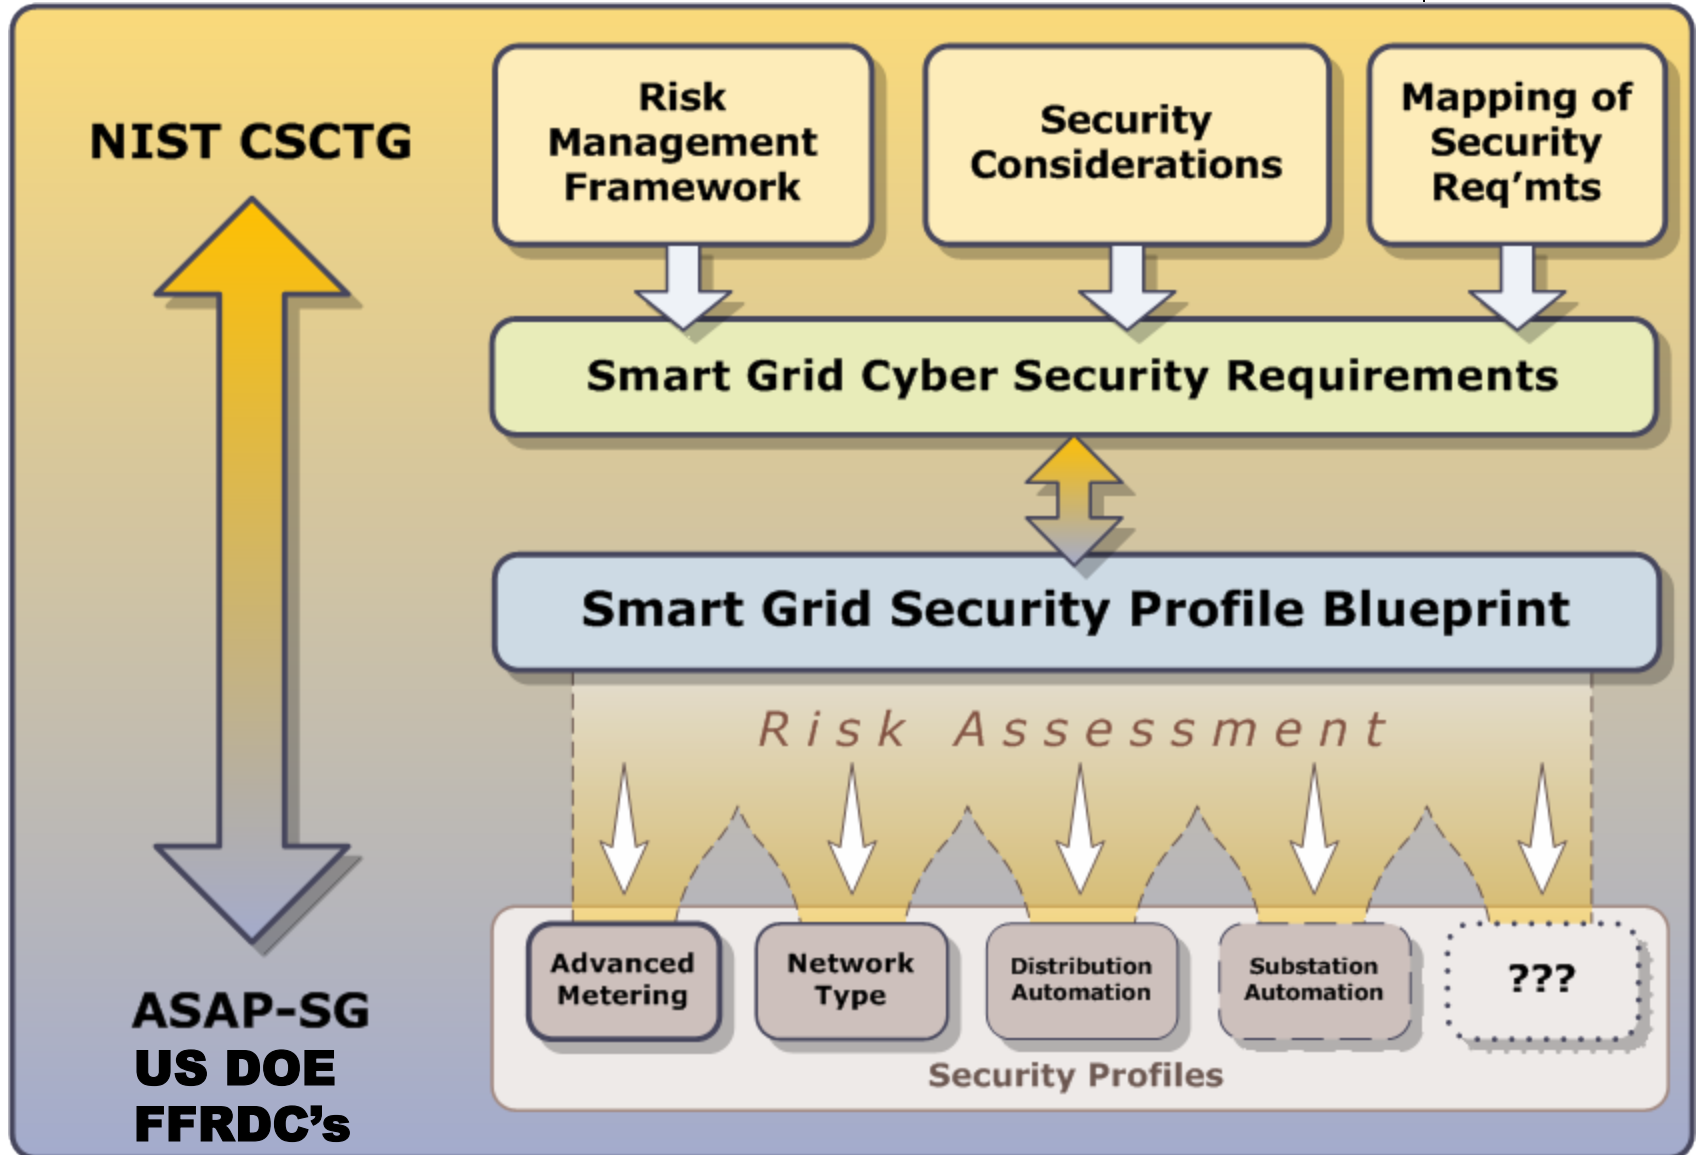 NIST CSCTG
Risk
Management
Framework
Security
Considerations
Mapping of
Security
Req’mts
Smart Grid Cyber Security Requirements
Smart Grid Security Profile Blueprint
Risk Assessment
Advanced
Metering
Network
Type
Distribution
Automation
Substation
Automation
???
Security Profiles
ASAP-SG
US DOE
FFRDC’s